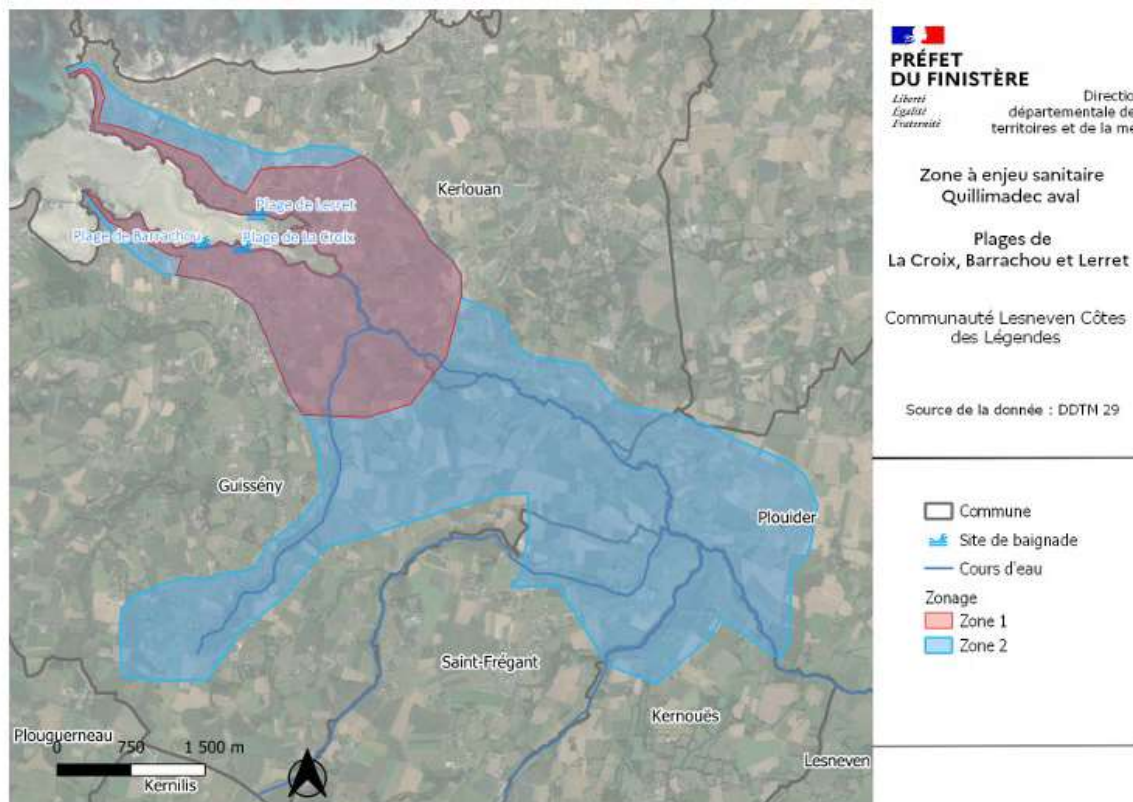 Kerlouan
Plage de Lerret
Plage de Barrachou
Plage de La Croix
Guissény
Plouider
Saint-Frégant
Kernouës
Plouguerneau
Lesneven
Kernilis
0 750 1 500 m
PRÉFET
DU FINISTÈRE
Liberté
Égalité
Fraternité
Directio
départementale de
territoires et de la me
Zone à enjeu sanitaire
Quillimadec aval
Plages de
La Croix, Barrachou et Lerret
Communauté Lesneven Côtes
des Légendes
Source de la donnée : DDTM 29
Commune
Site de baignade
Cours d'eau
Zonage
Zone 1
Zone 2